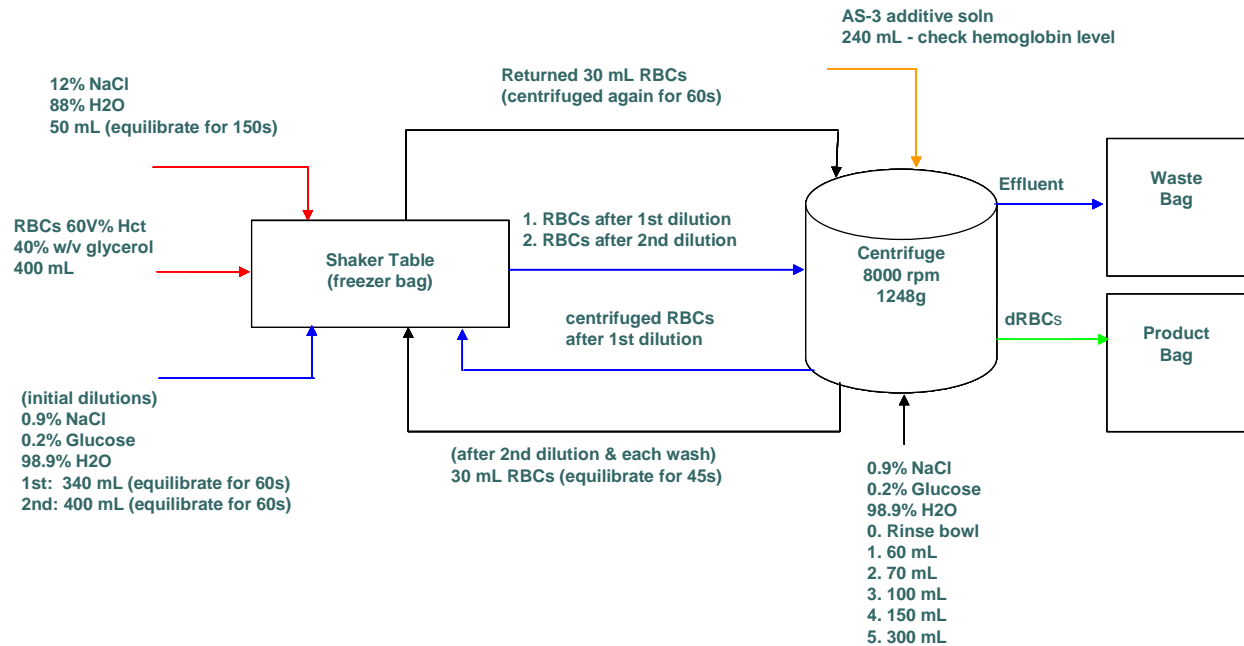 AS-3 additive soln
240 mL - check hemoglobin level
12% NaCl
88% H2O
50 mL (equilibrate for 150s)
Returned 30 mL RBCs
(centrifuged again for 60s)
Effluent
Waste
Bag
RBCs 60V% Hct
40% w/v glycerol
400 mL
Shaker Table
(freezer bag)
1. RBCs after 1st dilution
2. RBCs after 2nd dilution
Centrifuge
8000 rpm
1248g
centrifuged RBCs
after 1st dilution
dRBCs
Product
Bag
(initial dilutions)
0.9% NaCl
0.2% Glucose
98.9% H2O
1st: 340 mL (equilibrate for 60s)
2nd: 400 mL (equilibrate for 60s)
(after 2nd dilution & each wash)
30 mL RBCs (equilibrate for 45s)
0.9% NaCl
0.2% Glucose
98.9% H2O
0. Rinse bowl
1. 60 mL
2. 70 mL
3. 100 mL
4. 150 mL
5. 300 mL